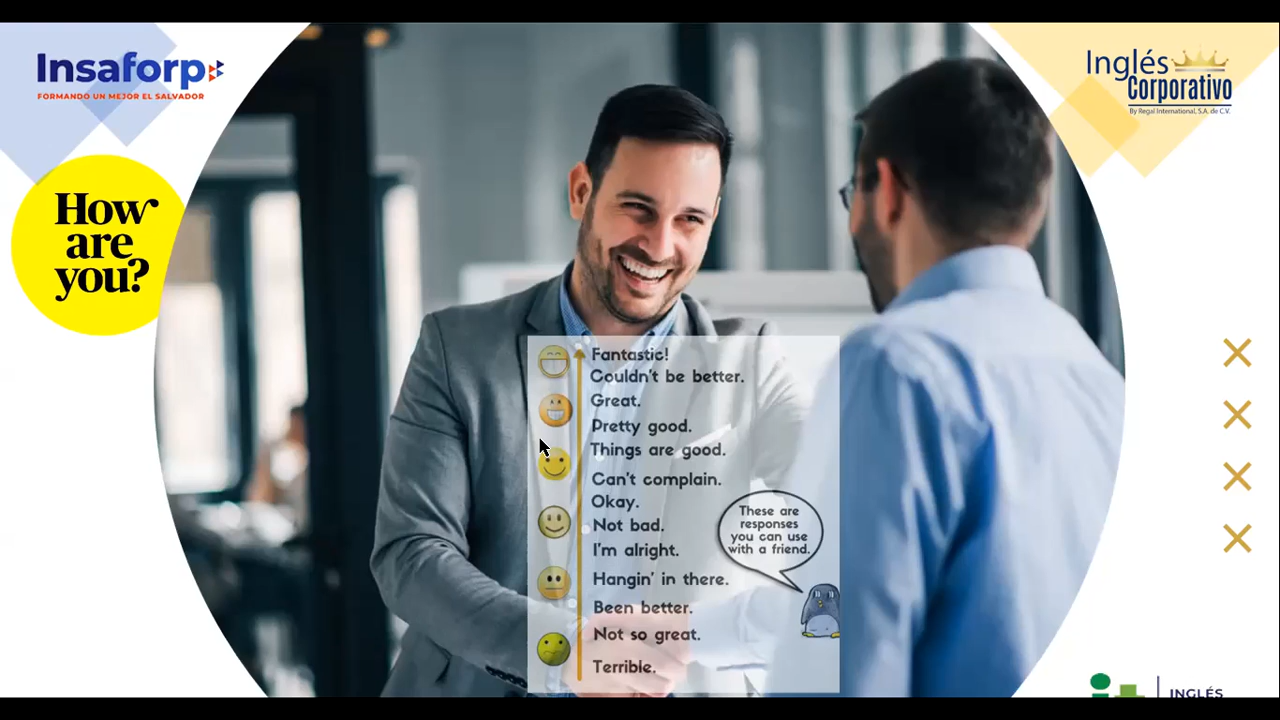 Insaforp
FORMANDO UN MEJOR EL SALVADOR
Inglés
Corporativo
By Regal International, S.A. de C.V.
How
are
you?
Fantastic!
Couldn't be better.
Great.
Pretty good.
Things are good.
Can't complain.
Okay.
Not bad.
I'm alright.
Hangin' in there.
Been better.
Not so great.
Terrible.
These are
responses
you can use
with a friend.
INGLÉS